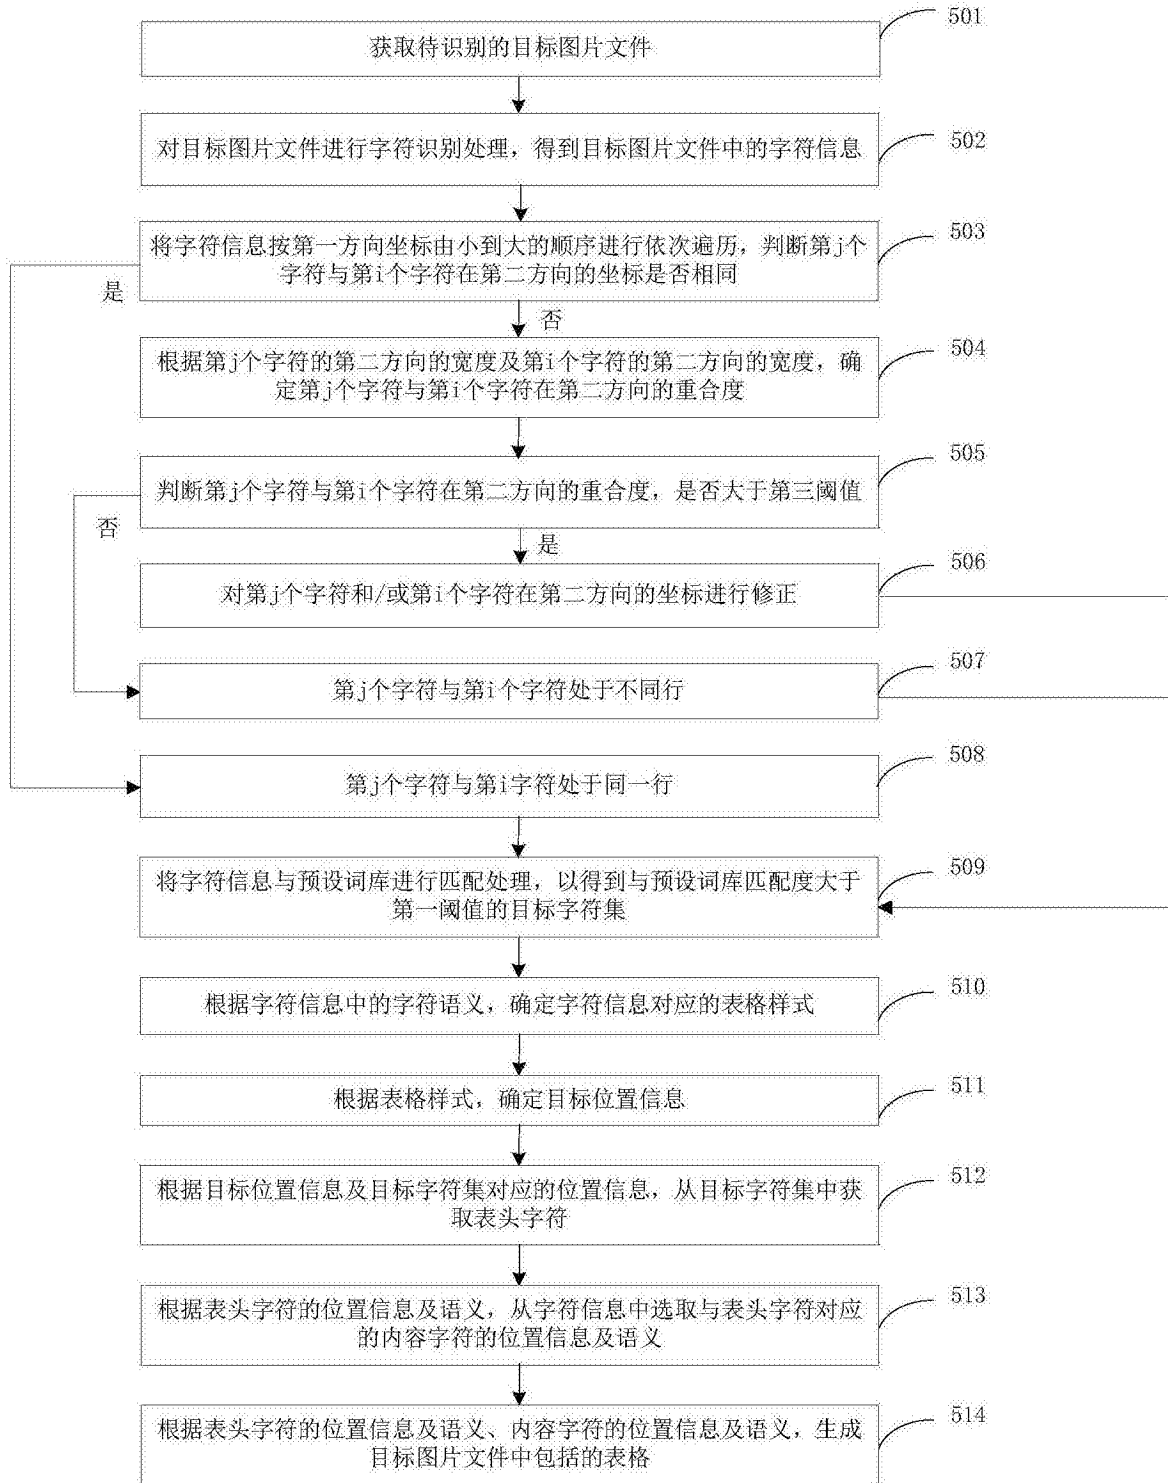 501
获取待识别的目标图片文件
502
对目标图片文件进行字符识别处理，得到目标图片文件中的字符信息
503
将字符信息按第一方向坐标由小到大的顺序进行依次遍历，判断第j个
字符与第i个字符在第二方向的坐标是否相同
是
否
504
根据第j个字符的第二方向的宽度及第i个字符的第二方向的宽度，确
定第j个字符与第i个字符在第二方向的重合度
505
判断第j个字符与第i个字符在第二方向的重合度，是否大于第三阈值
否
是
506
对第j个字符和/或第i个字符在第二方向的坐标进行修正
507
第j个字符与第i个字符处于不同行
508
第j个字符与第i字符处于同一行
509
将字符信息与预设词库进行匹配处理，以得到与预设词库匹配度大于
第一阈值的目标字符集
510
根据字符信息中的字符语义，确定字符信息对应的表格样式
511
根据表格样式，确定目标位置信息
512
根据目标位置信息及目标字符集对应的位置信息，从目标字符集中获
取表头字符
513
根据表头字符的位置信息及语义，从字符信息中选取与表头字符对应
的内容字符的位置信息及语义
514
根据表头字符的位置信息及语义、内容字符的位置信息及语义，生成
目标图片文件中包括的表格